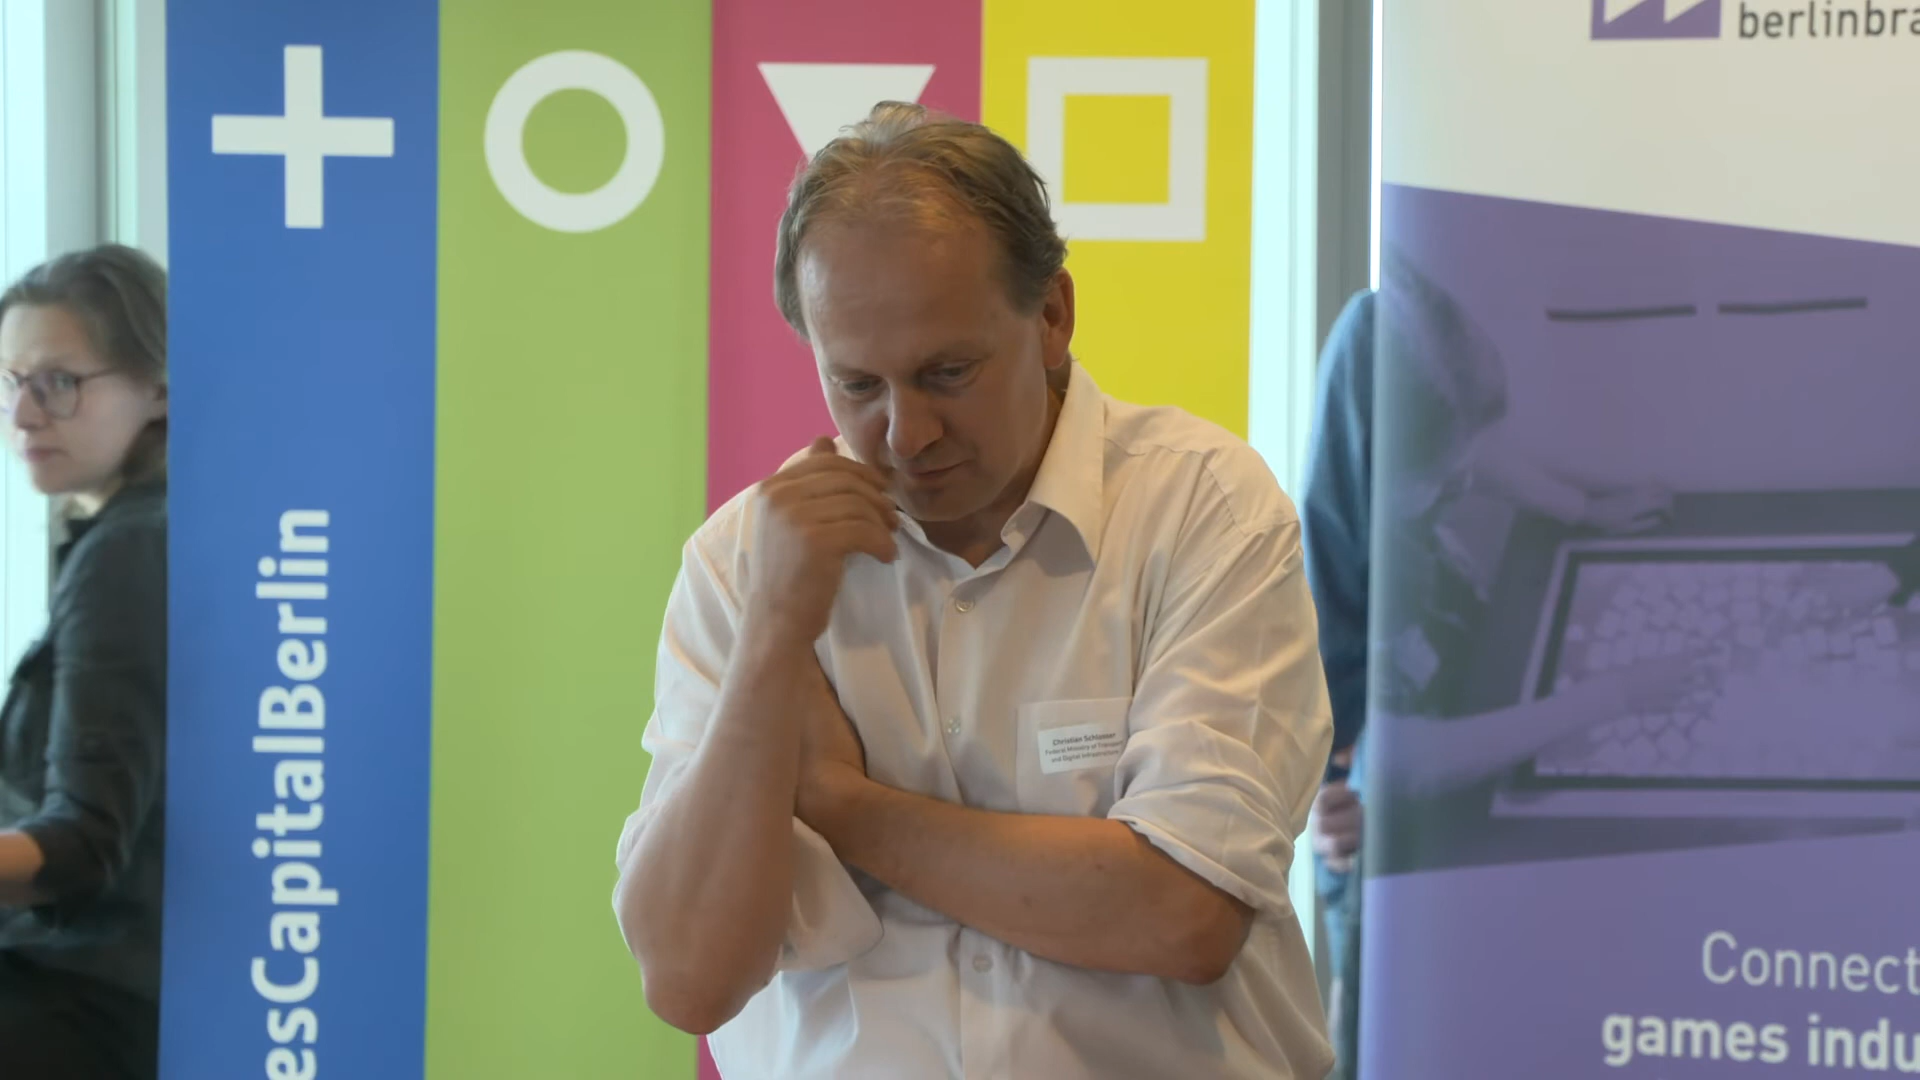 berlinbra
esCapitalBerlin
Christian Schlosser
Federal Ministry of Transport
and Digital Infrastructure
Connect
games indu